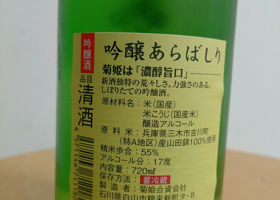 吟醸酒
品目
清酒
吟醸あらばしり
菊姫は「濃醇旨口」
新酒独特の荒々しさ。力強さのある、
しぼりたての吟醸酒。
原材料名:米(国産)
米こうじ(国産米)
醸造アルコール
原料米:兵庫県三木市吉川町
(特A地区)産山田錦100%使用
精米歩合:55%
アルコール分:17度
内容量:720ml
保存方法:要冷蔵
製造者:菊姫合資会社
石川県白山市鶴来新町タ-8